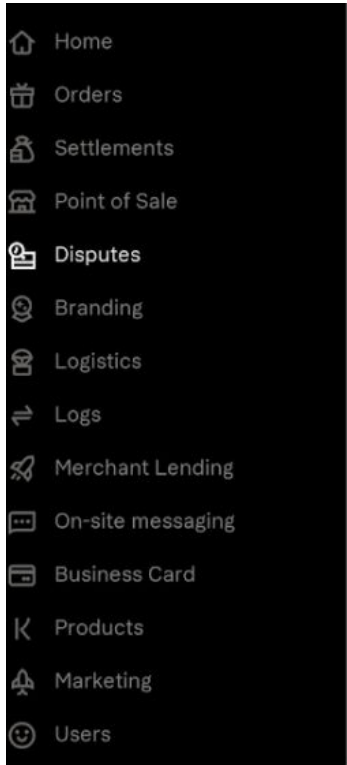 Home
Orders
Settlements
Point of Sale
Disputes
Branding
Logistics
Logs
Merchant Lending
On-site messaging
Business Card
Products
Marketing
Users